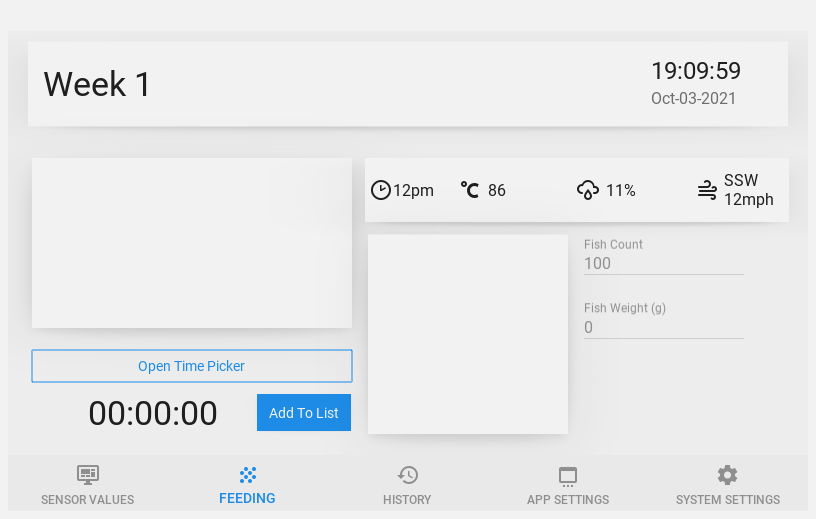 Week 1
19:09:59
Oct-03-2021
12pm
°C 86
11%
SSW
12mph
Fish Count
100
Fish Weight (g)
0
Open Time Picker
00:00:00
Add To List
SENSOR VALUES
FEEDING
HISTORY
APP SETTINGS
SYSTEM SETTINGS